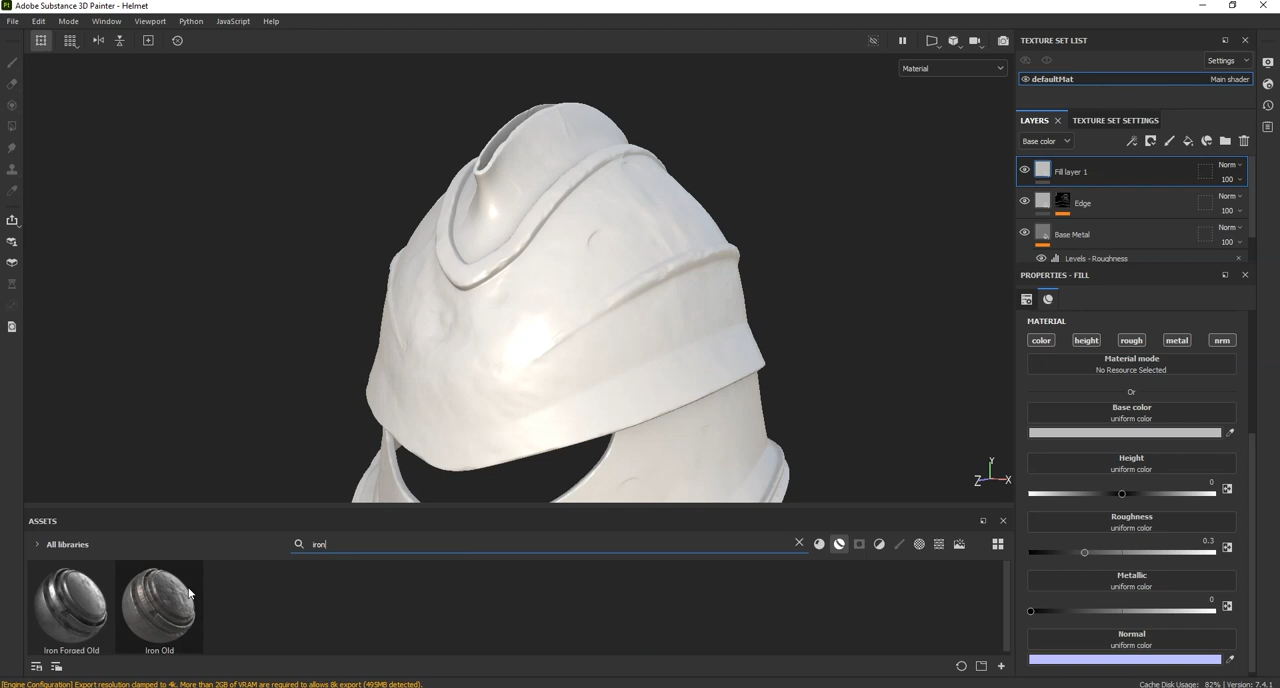 Pt Adobe Substance 3D Painter - Helmet
File Edit Mode Window Viewport Python JavaScript Help
Material
TEXTURE SET LIST
Settings
defaultMat Main shader
LAYERS TEXTURE SET SETTINGS
Base color
Fill layer 1
Norm
100
Edge
Norm
100
Base Metal
Norm
100
Levels - Roughness
PROPERTIES - FILL
MATERIAL
color height rough metal nrm
Material mode
No Resource Selected
Or
Base color
uniform color
Height
uniform color
0
Roughness
uniform color
0.3
Metallic
uniform color
0
Normal
uniform color
Y
Z X
ASSETS
All libraries
iron
Iron Forged Old Iron Old
[Engine Configuration] Export resolution clamped to 4k. More than 2GB of VRAM are required to allows 8k export (495MB detected).
Cache Disk Usage: 82% | Version: 7.4.1